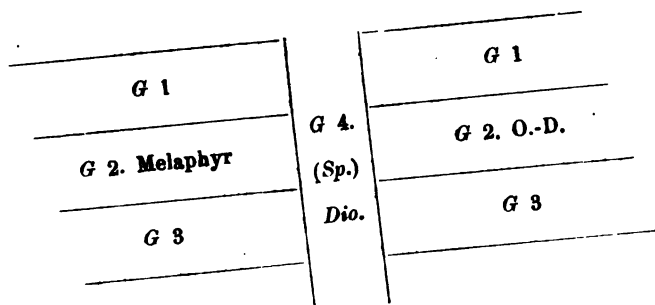 G 1
G 2. Melaphyr
G 3
G 4.
(Sp.)
Dio.
G 1
G 2. O.-D.
G 3